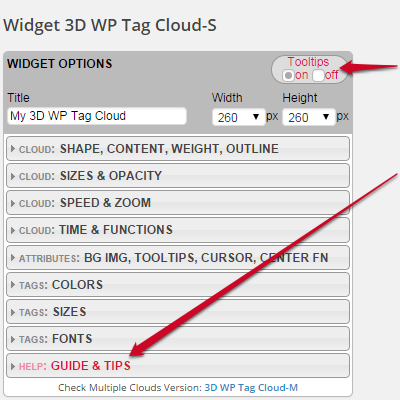 Widget 3D WP Tag Cloud-S
WIDGET OPTIONS
Tooltips
on off
Title Width Height
My 3D WP Tag Cloud 260 px 260 px
CLOUD: SHAPE, CONTENT, WEIGHT, OUTLINE
CLOUD: SIZES & OPACITY
CLOUD: SPEED & ZOOM
CLOUD: TIME & FUNCTIONS
ATTRIBUTES: BG IMG, TOOLTIPS, CURSOR, CENTER FN
TAGS: COLORS
TAGS: SIZES
TAGS: FONTS
HELP: GUIDE & TIPS
Check Multiple Clouds Version: 3D WP Tag Cloud-M